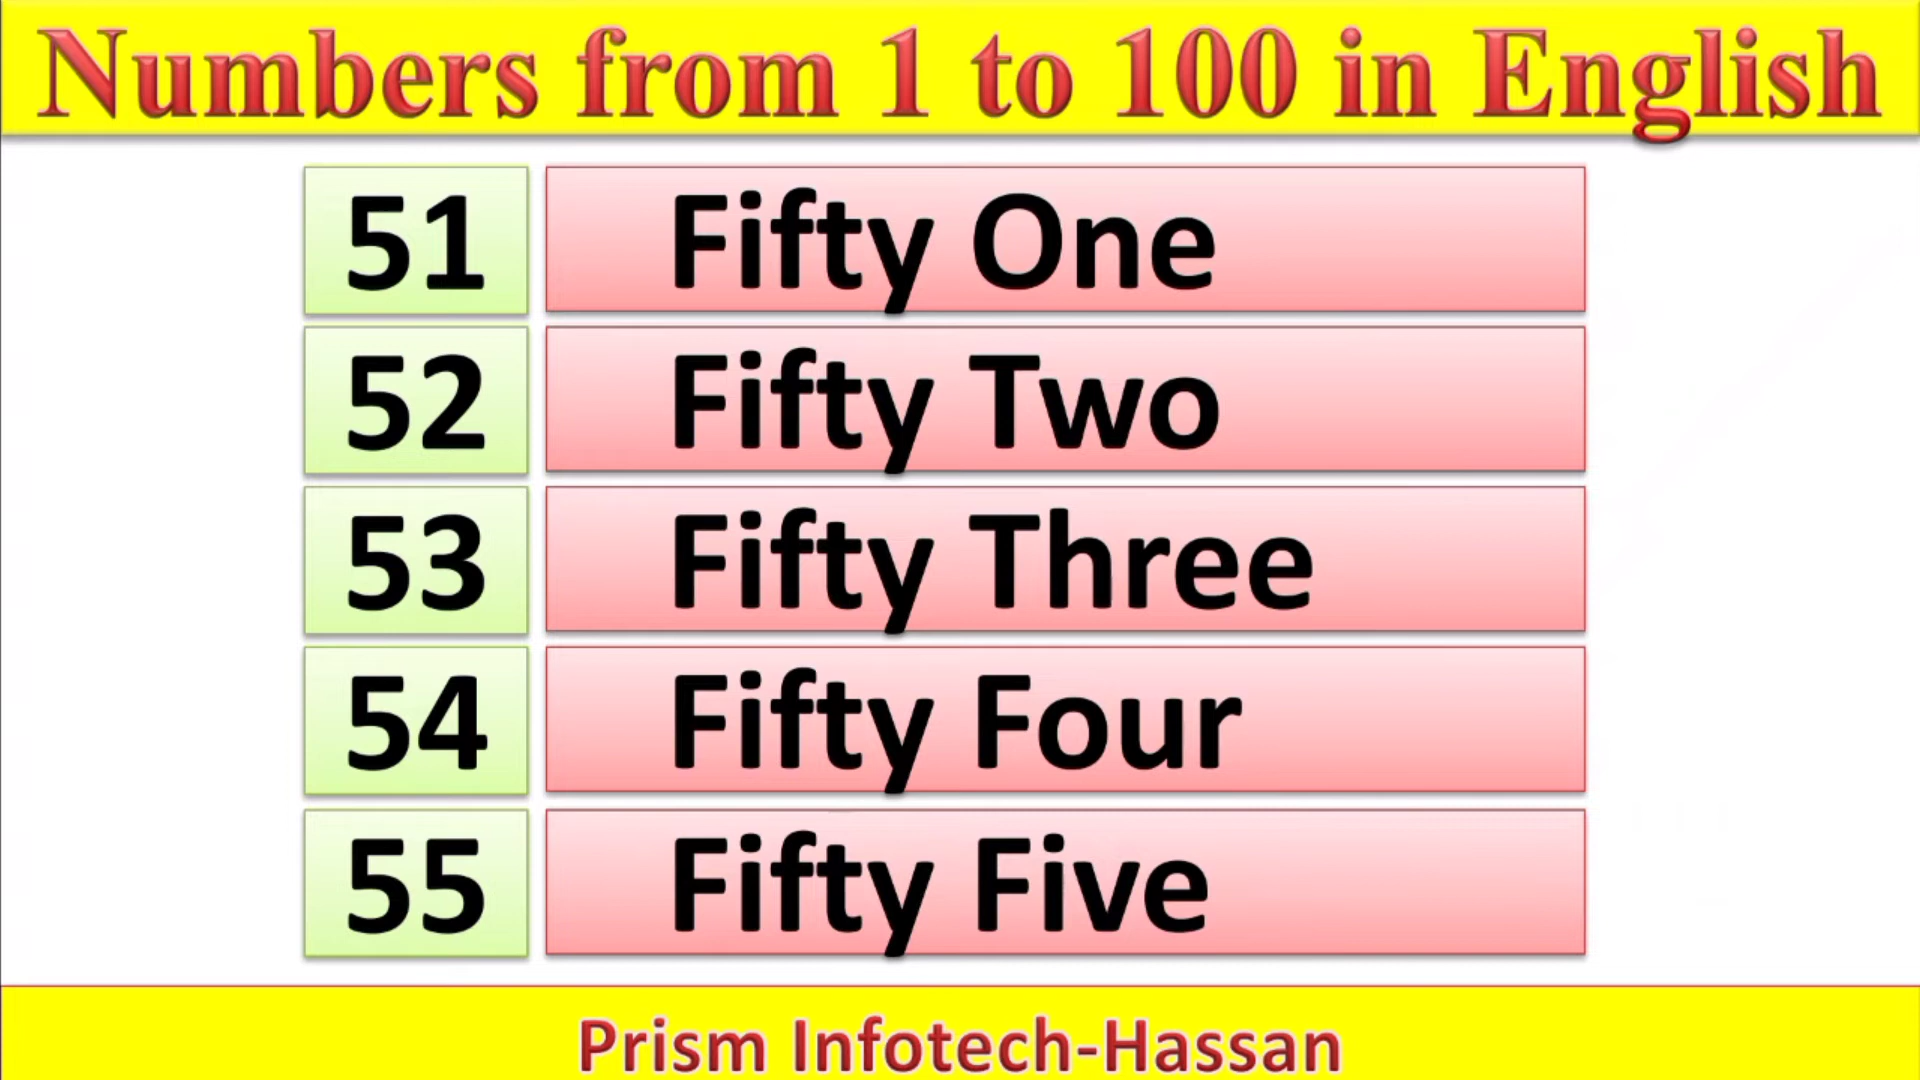 Numbers from 1 to 100 in English
51 Fifty One
52 Fifty Two
53 Fifty Three
54 Fifty Four
55 Fifty Five
Prism Infotech-Hassan